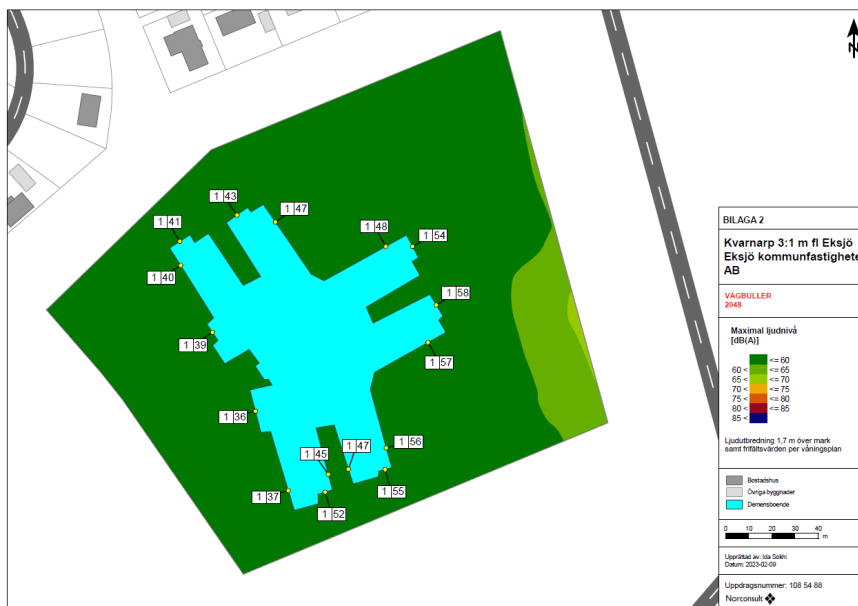 N
1 43
1 47
1 41
1 48
1 54
1 40
1 58
1 39
1 57
1 36
1 56
1 47
1 45
1 55
1 37
1 52
BILAGA 2
Kvarnarp 3:1 m fl Eksjö
Eksjö kommunfastighete
AB
VÄGBULLER
2048
Maximal ljudnivå
[dB(A)]
<= 60
60 < <= 65
65 < <= 70
70 < <= 75
75 < <= 80
80 < <= 85
85 <
Ljudutbredning 1,7 m över mark
samt frifältsvärden per våningsplan
Bostadshus
Övriga byggnader
Demensboende
0 10 20 30 40
m
Upprättad av: Ida Sokhi
Datum: 2023-02-09
Uppdragsnummer: 108 54 88
Norconsult